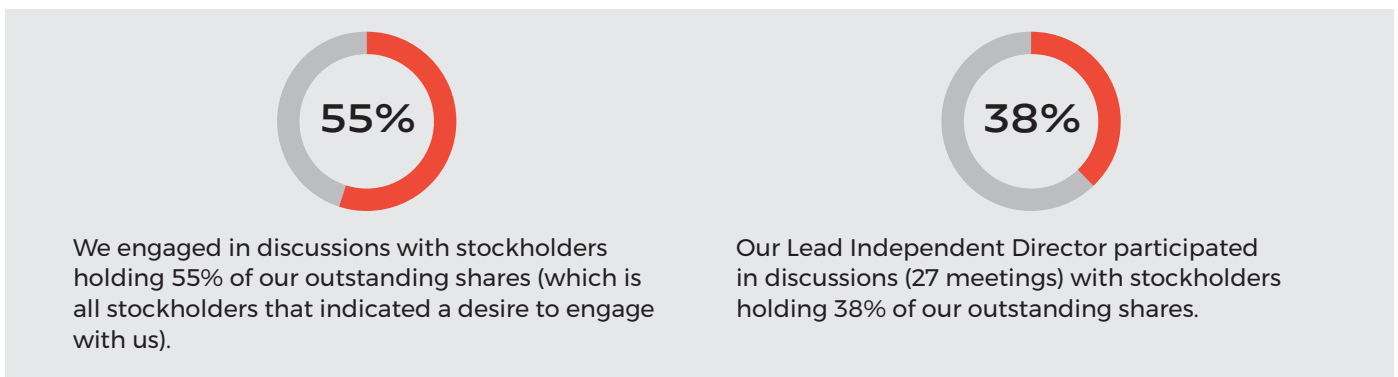 55%
We engaged in discussions with stockholders
holding 55% of our outstanding shares (which is
all stockholders that indicated a desire to engage
with us).
38%
Our Lead Independent Director participated
in discussions (27 meetings) with stockholders
holding 38% of our outstanding shares.